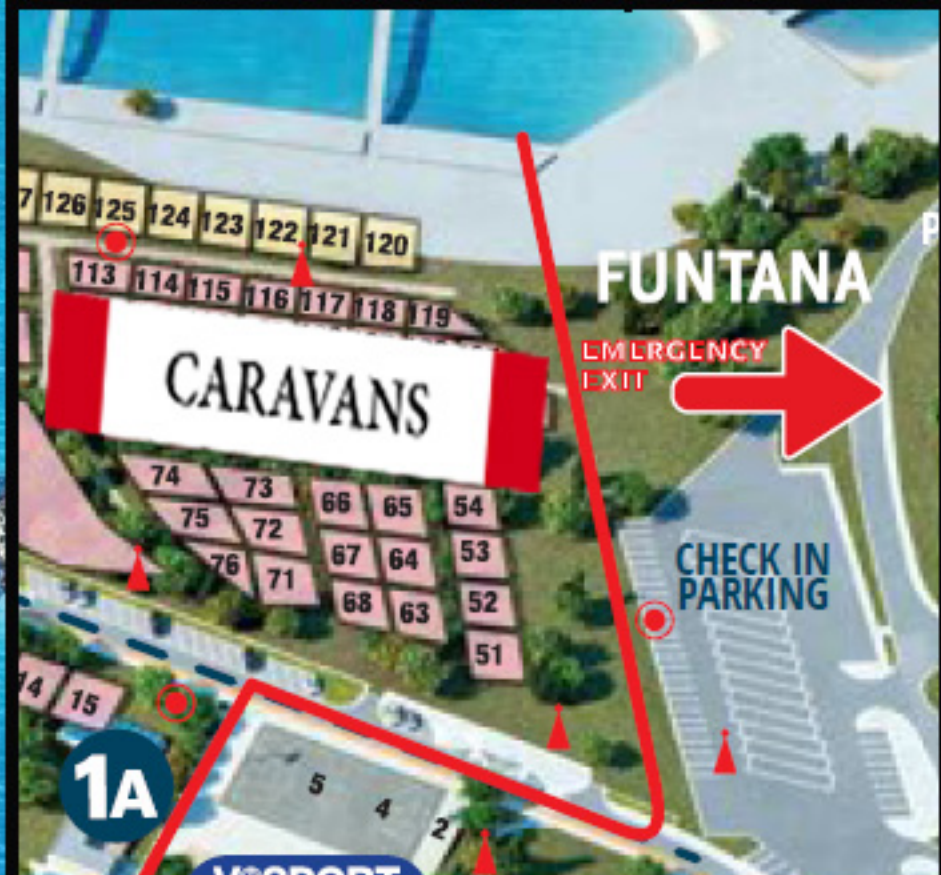 126 125 124 123 122 121 120
113 114 115 116 117 118 119
FUNTANA
EMERGENCY
EXIT
CARAVANS
74 73 66 65 54
75 72 67 64 53
76 71 68 63 52
51
CHECK IN
PARKING
14 15
1A
5 4 2
V®SPORT